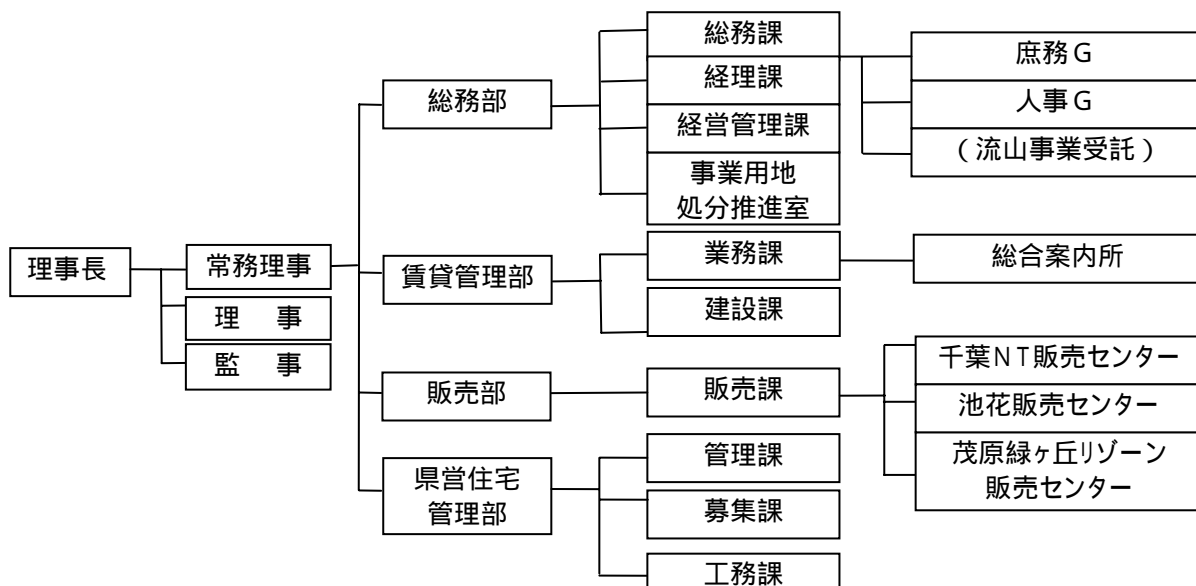 総務課
経理課
経営管理課
事業用地
処分推進室
庶務Ｇ
人事Ｇ
（流山事業受託）
総務部
理事長
常務理事
理　事
監　事
賃貸管理部
業務課
建設課
総合案内所
販売部
販売課
千葉ＮＴ販売センター
池花販売センター
茂原緑ヶ丘リゾーン
販売センター
県営住宅
管理部
管理課
募集課
工務課